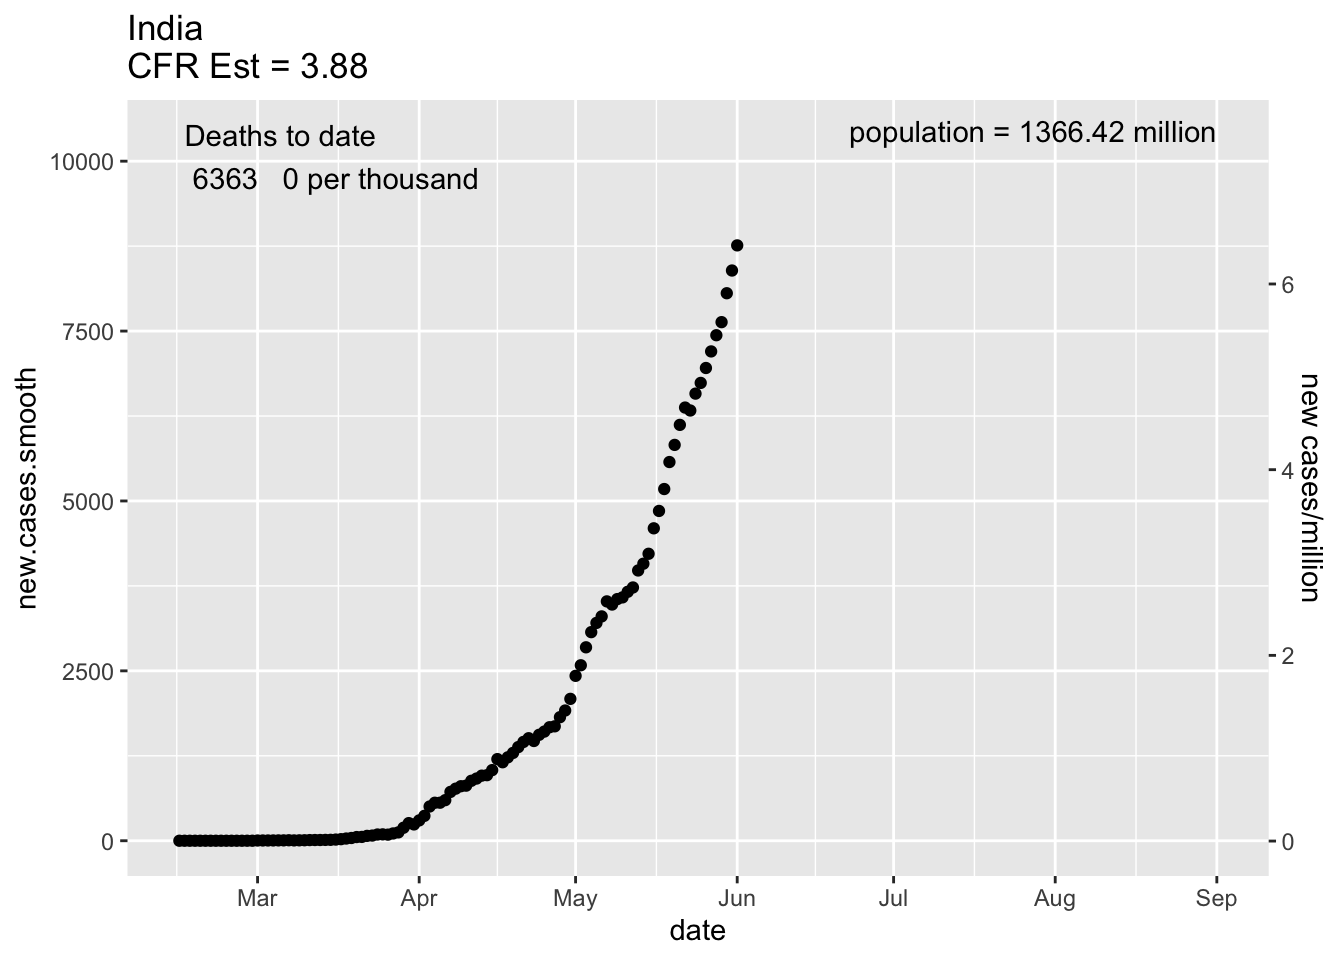 India
CFR Est = 3.88
Deaths to date
6363 0 per thousand
population = 1366.42 million
10000
7500
5000
2500
0
new.cases.smooth
6
4
2
0
new cases/million
Mar Apr May Jun Jul Aug Sep
date